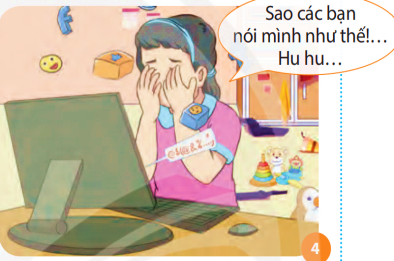 Sao các bạn
nói mình như thế!...
Hu hu...
4